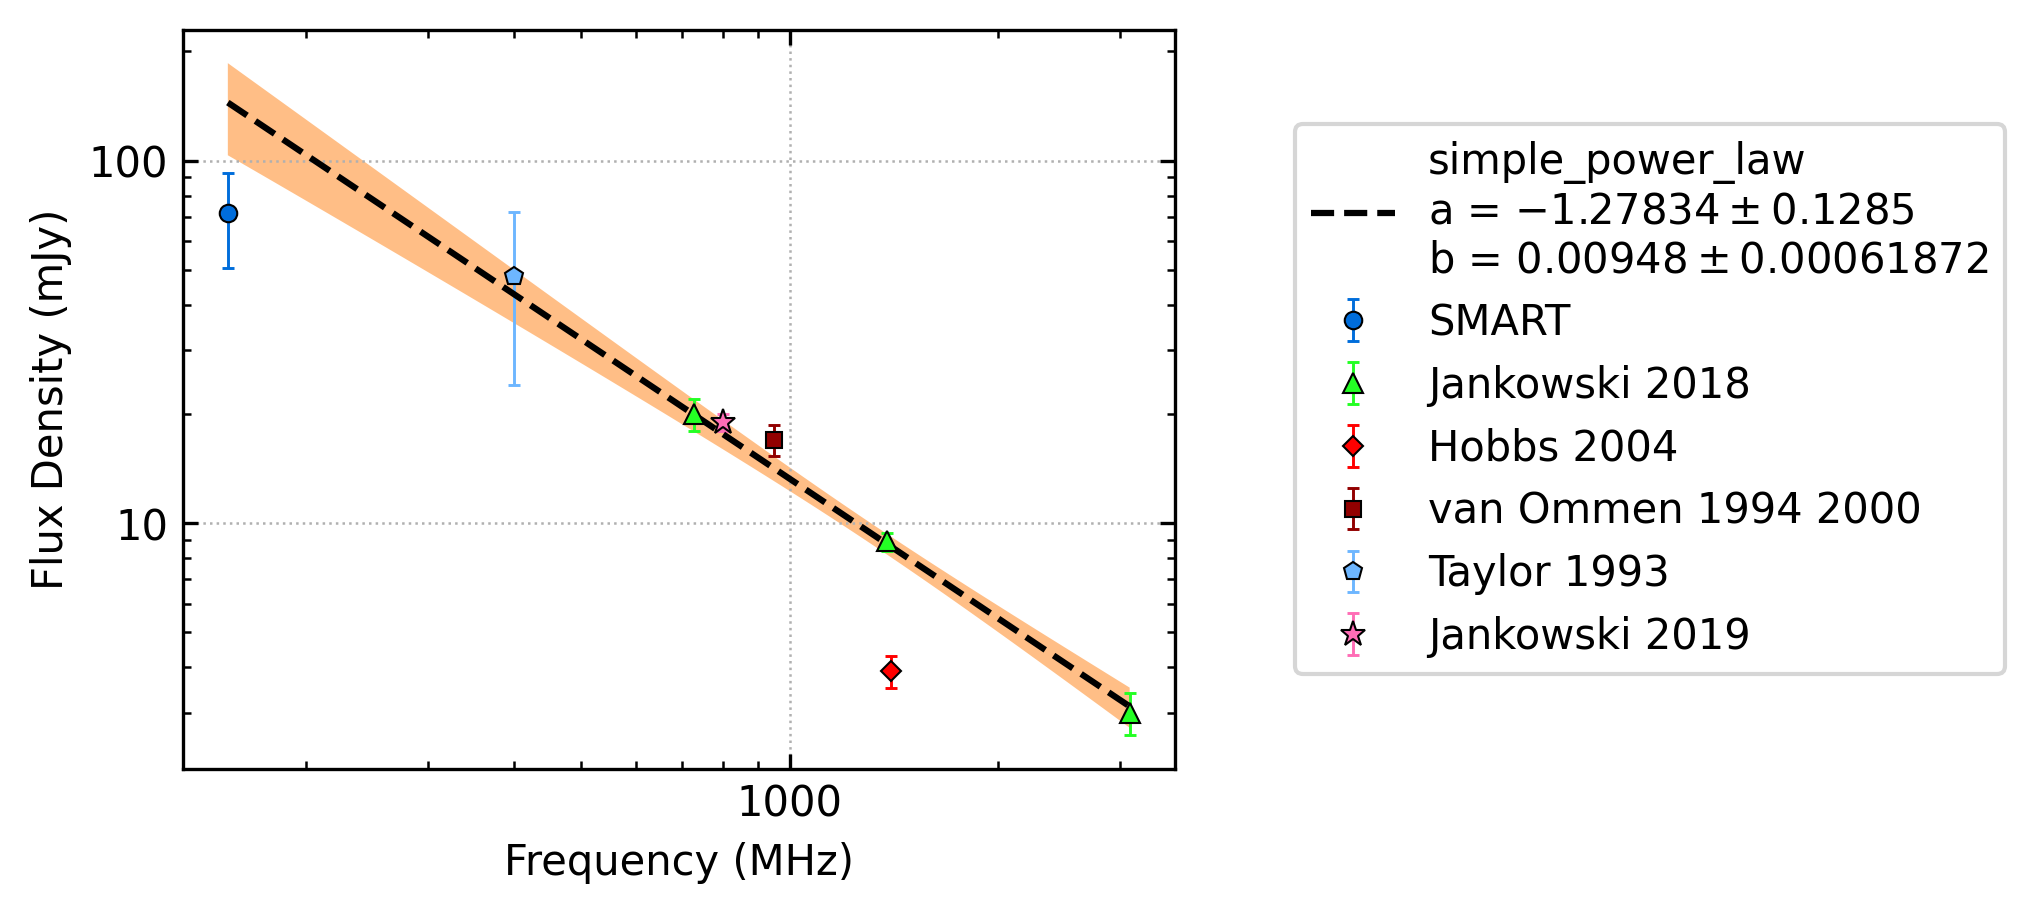 100
10
1000
Flux Density (mJy)
Frequency (MHz)
simple_power_law
a = −1.27834 ± 0.1285
b = 0.00948 ± 0.00061872
SMART
Jankowski 2018
Hobbs 2004
van Ommen 1994 2000
Taylor 1993
Jankowski 2019